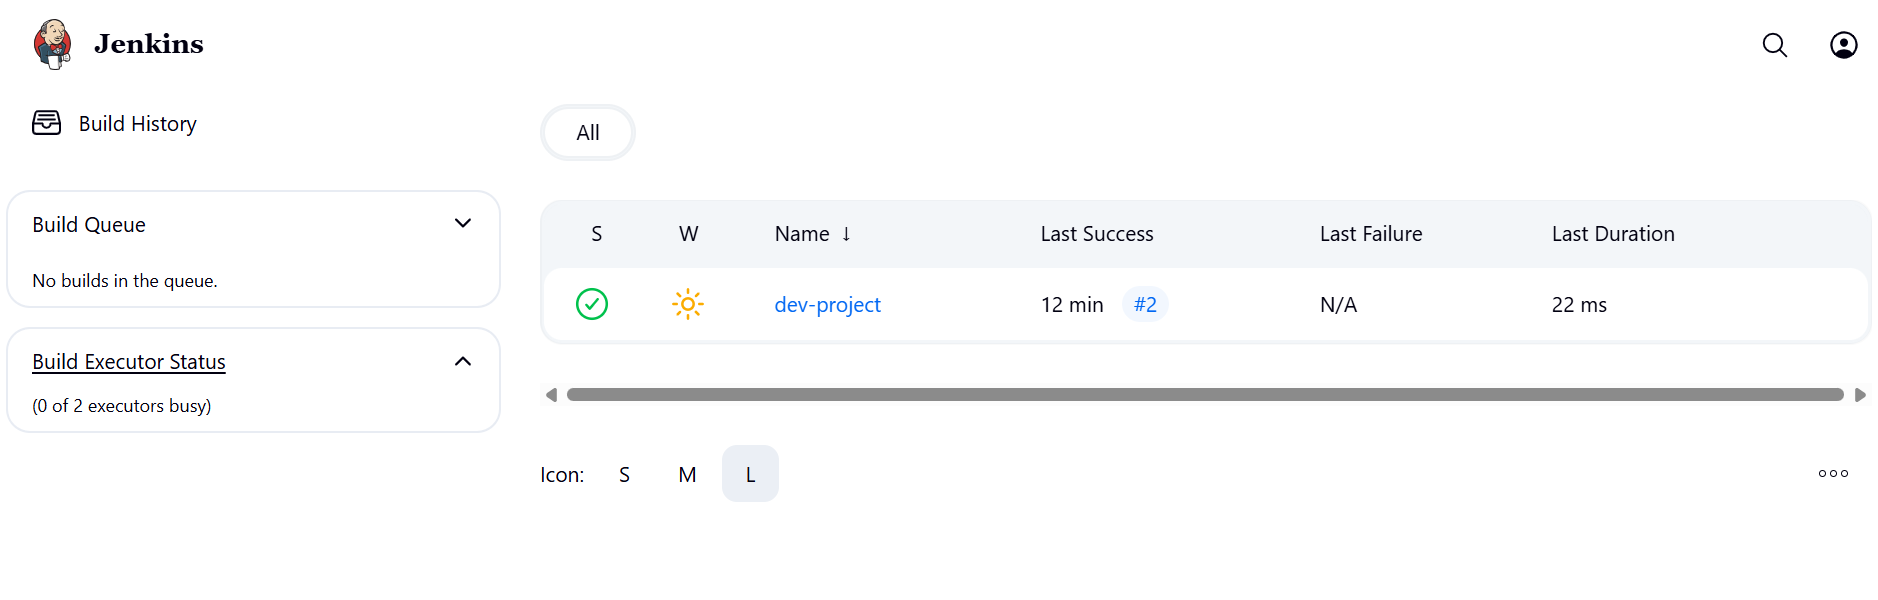 Jenkins
Build History
All
Build Queue
No builds in the queue.
Build Executor Status
(0 of 2 executors busy)
S W Name ↓ Last Success Last Failure Last Duration
dev-project 12 min #2 N/A 22 ms
Icon: S M L